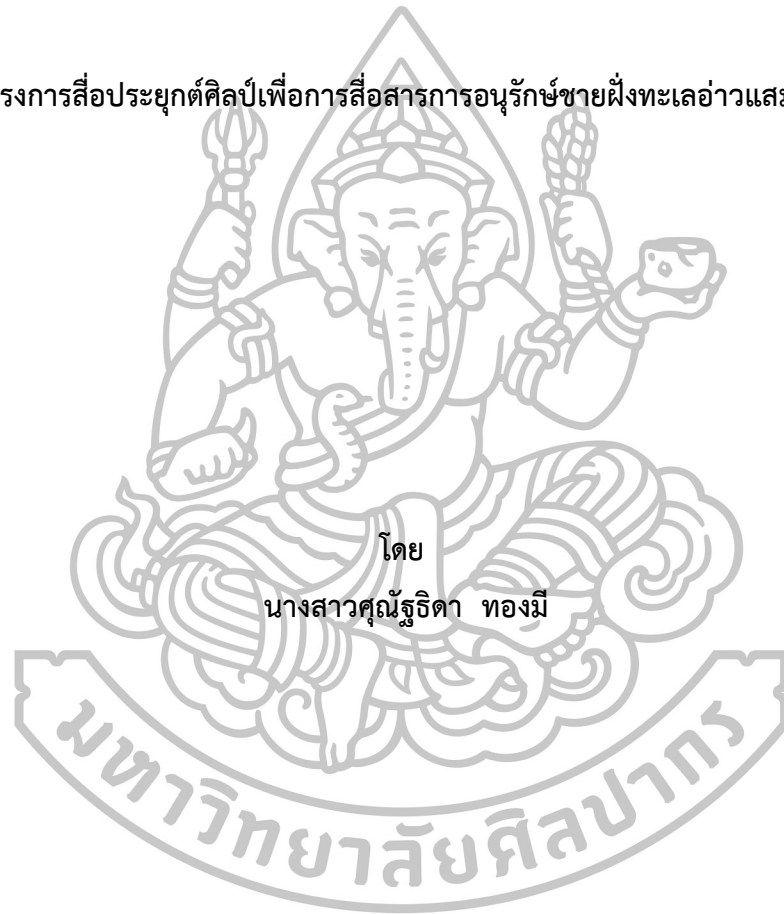 รงการสื่อประยุกต์ศิลป์เพื่อการสื่อสารการอนุรักษ์ชายฝั่งทะเลอ่าวแสม
โดย
นางสาวศุณัฐธิดา ทองมี
มหาวิทยาลัยศิลปากร